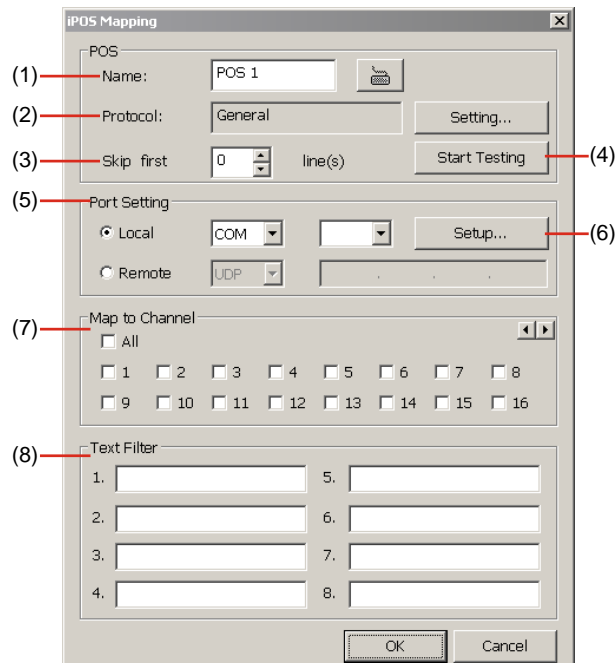 iPOS Mapping
POS
(1) Name: POS 1
(2) Protocol: General Setting...
(3) Skip first 0 line(s) Start Testing (4)
(5) Port Setting
Local COM Setup... (6)
Remote UDP . . .
(7) Map to Channel
All
1 2 3 4 5 6 7 8
9 10 11 12 13 14 15 16
(8) Text Filter
1. 5.
2. 6.
3. 7.
4. 8.
OK Cancel